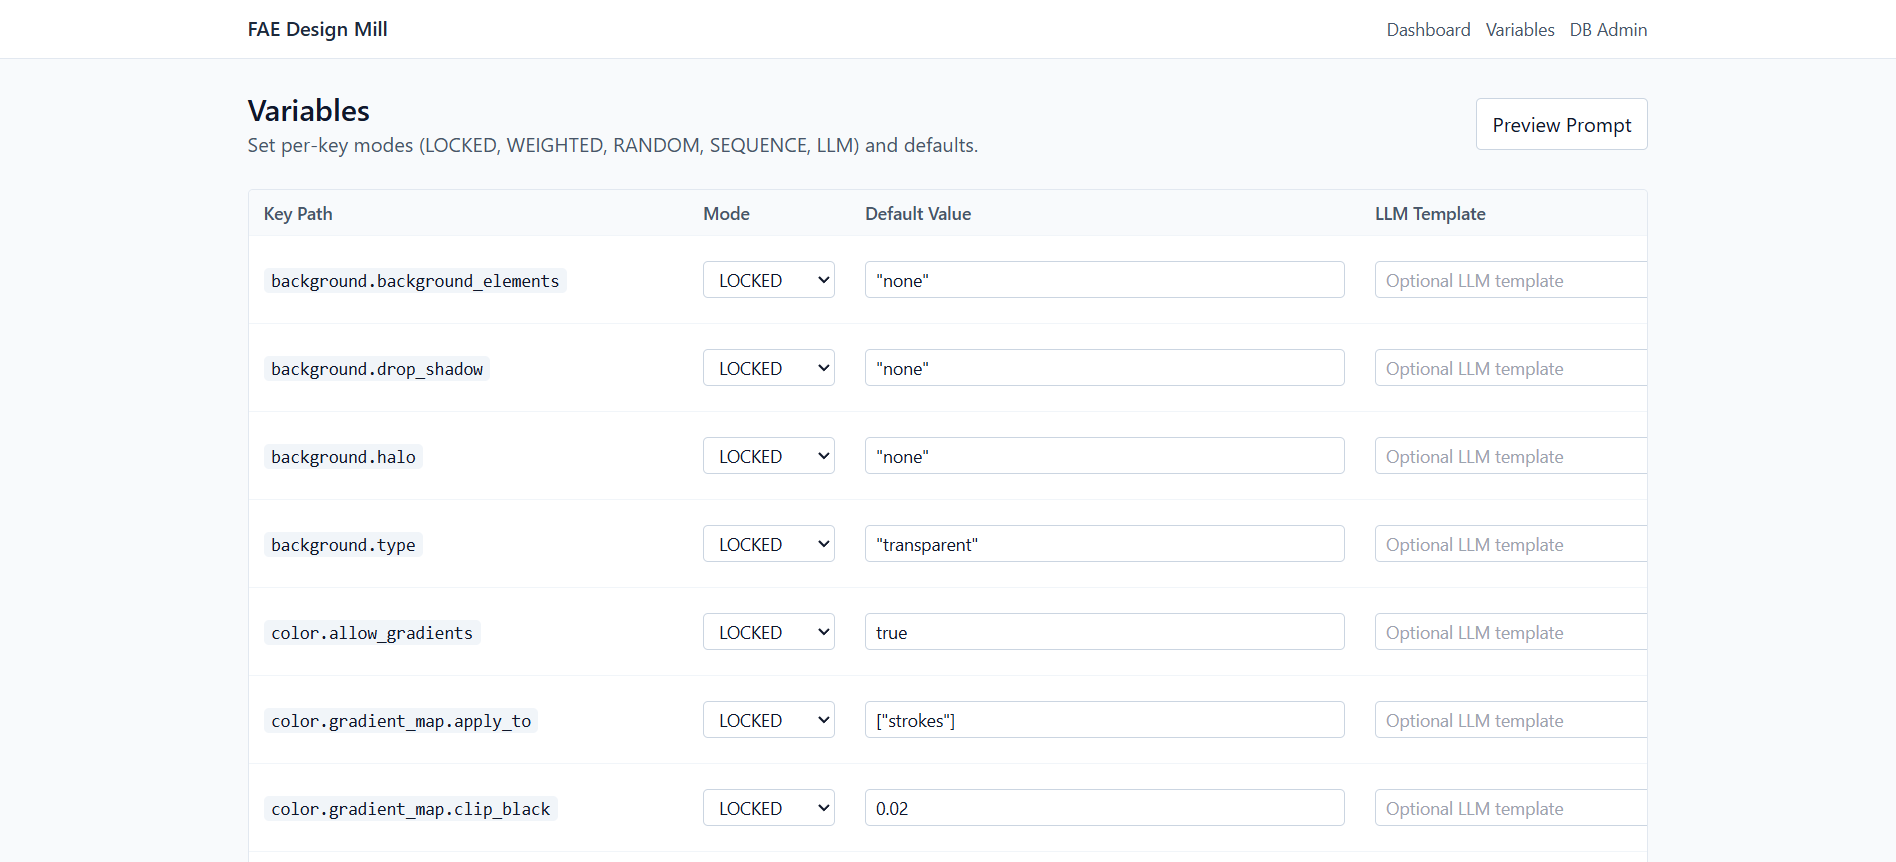 FAE Design Mill
Dashboard Variables DB Admin
Variables
Set per-key modes (LOCKED, WEIGHTED, RANDOM, SEQUENCE, LLM) and defaults.
Preview Prompt
Key Path Mode Default Value LLM Template
background.background_elements LOCKED "none" Optional LLM template
background.drop_shadow LOCKED "none" Optional LLM template
background.halo LOCKED "none" Optional LLM template
background.type LOCKED "transparent" Optional LLM template
color.allow_gradients LOCKED true Optional LLM template
color.gradient_map.apply_to LOCKED ["strokes"] Optional LLM template
color.gradient_map.clip_black LOCKED 0.02 Optional LLM template